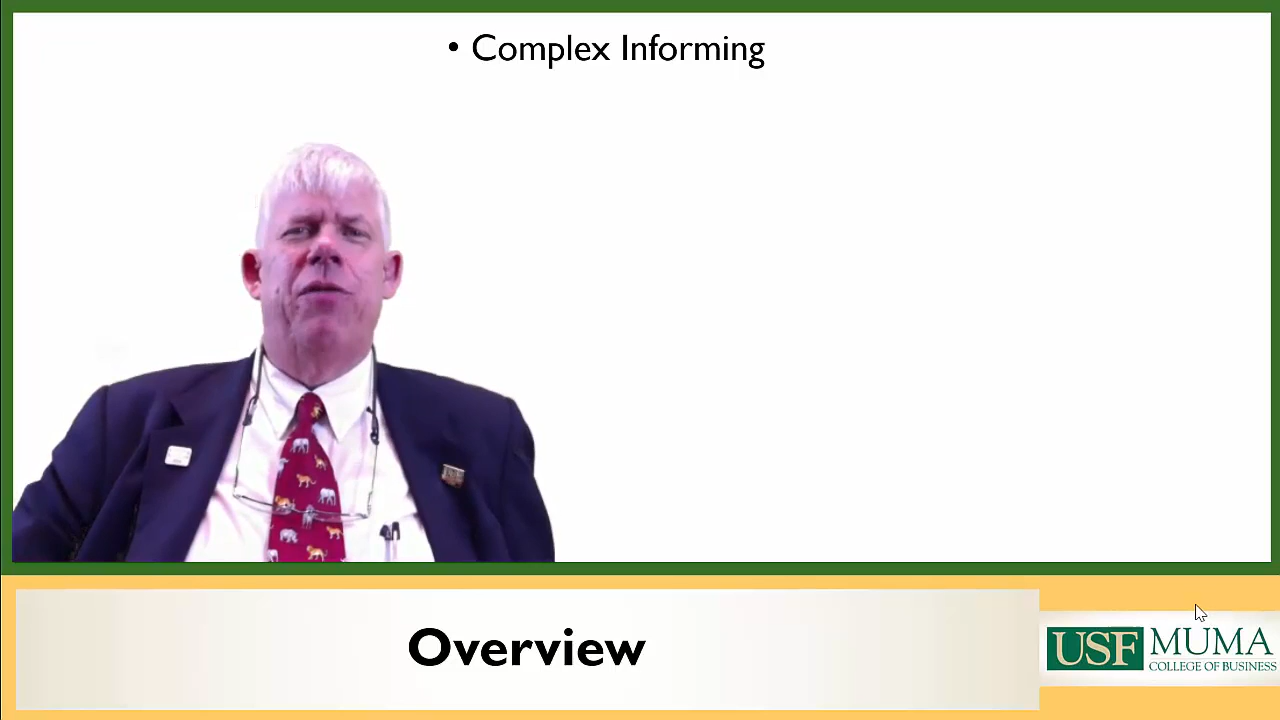 • Complex Informing
Overview
USF MUMA
COLLEGE OF BUSINESS